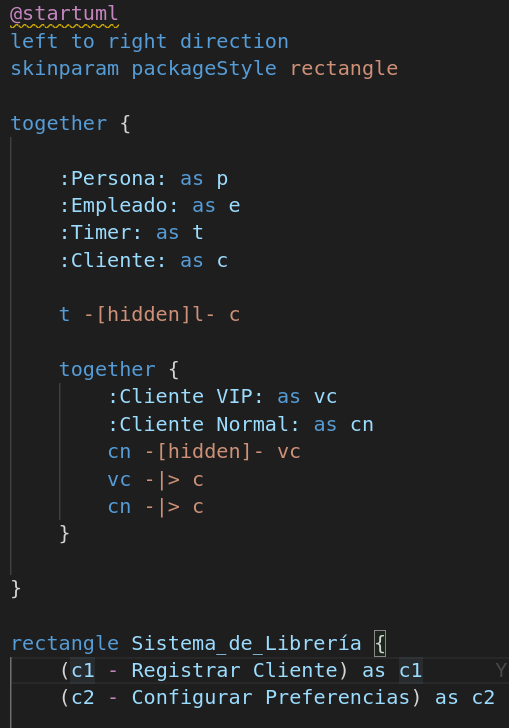 @startuml
left to right direction
skinparam packageStyle rectangle
together {
:Persona: as p
:Empleado: as e
:Timer: as t
:Cliente: as c
t -[hidden]l- c
together {
:Cliente VIP: as vc
:Cliente Normal: as cn
cn -[hidden]- vc
vc -|> c
cn -|> c
}
}
rectangle Sistema_de_Librería {
(c1 - Registrar Cliente) as c1 Y
(c2 - Configurar Preferencias) as c2